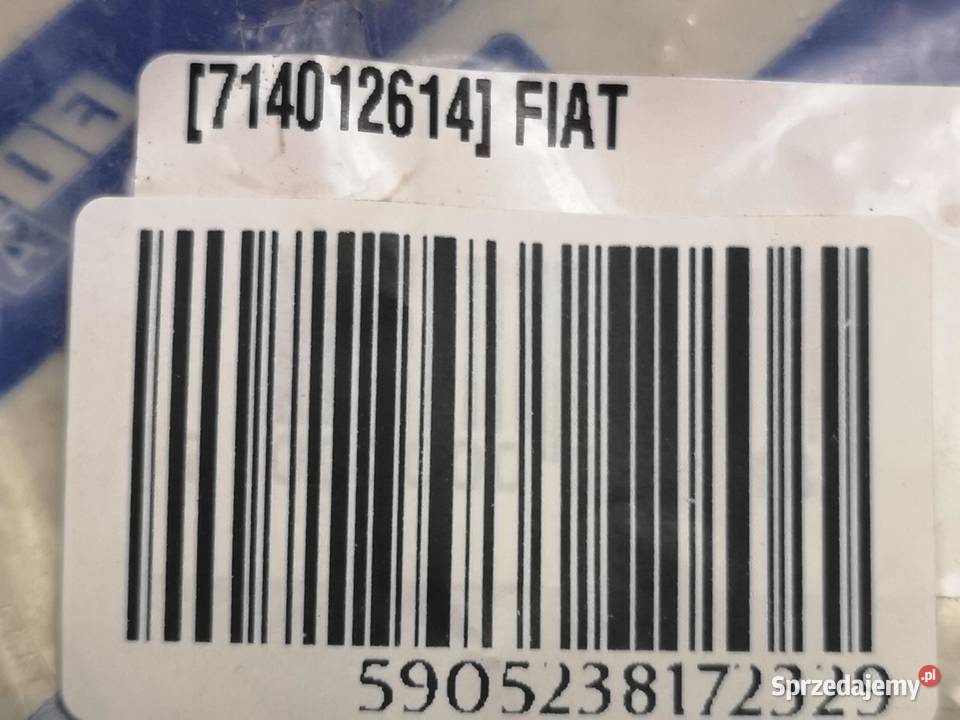 [714012614] FIAT
5905238172329
Sprzedajemy.pl